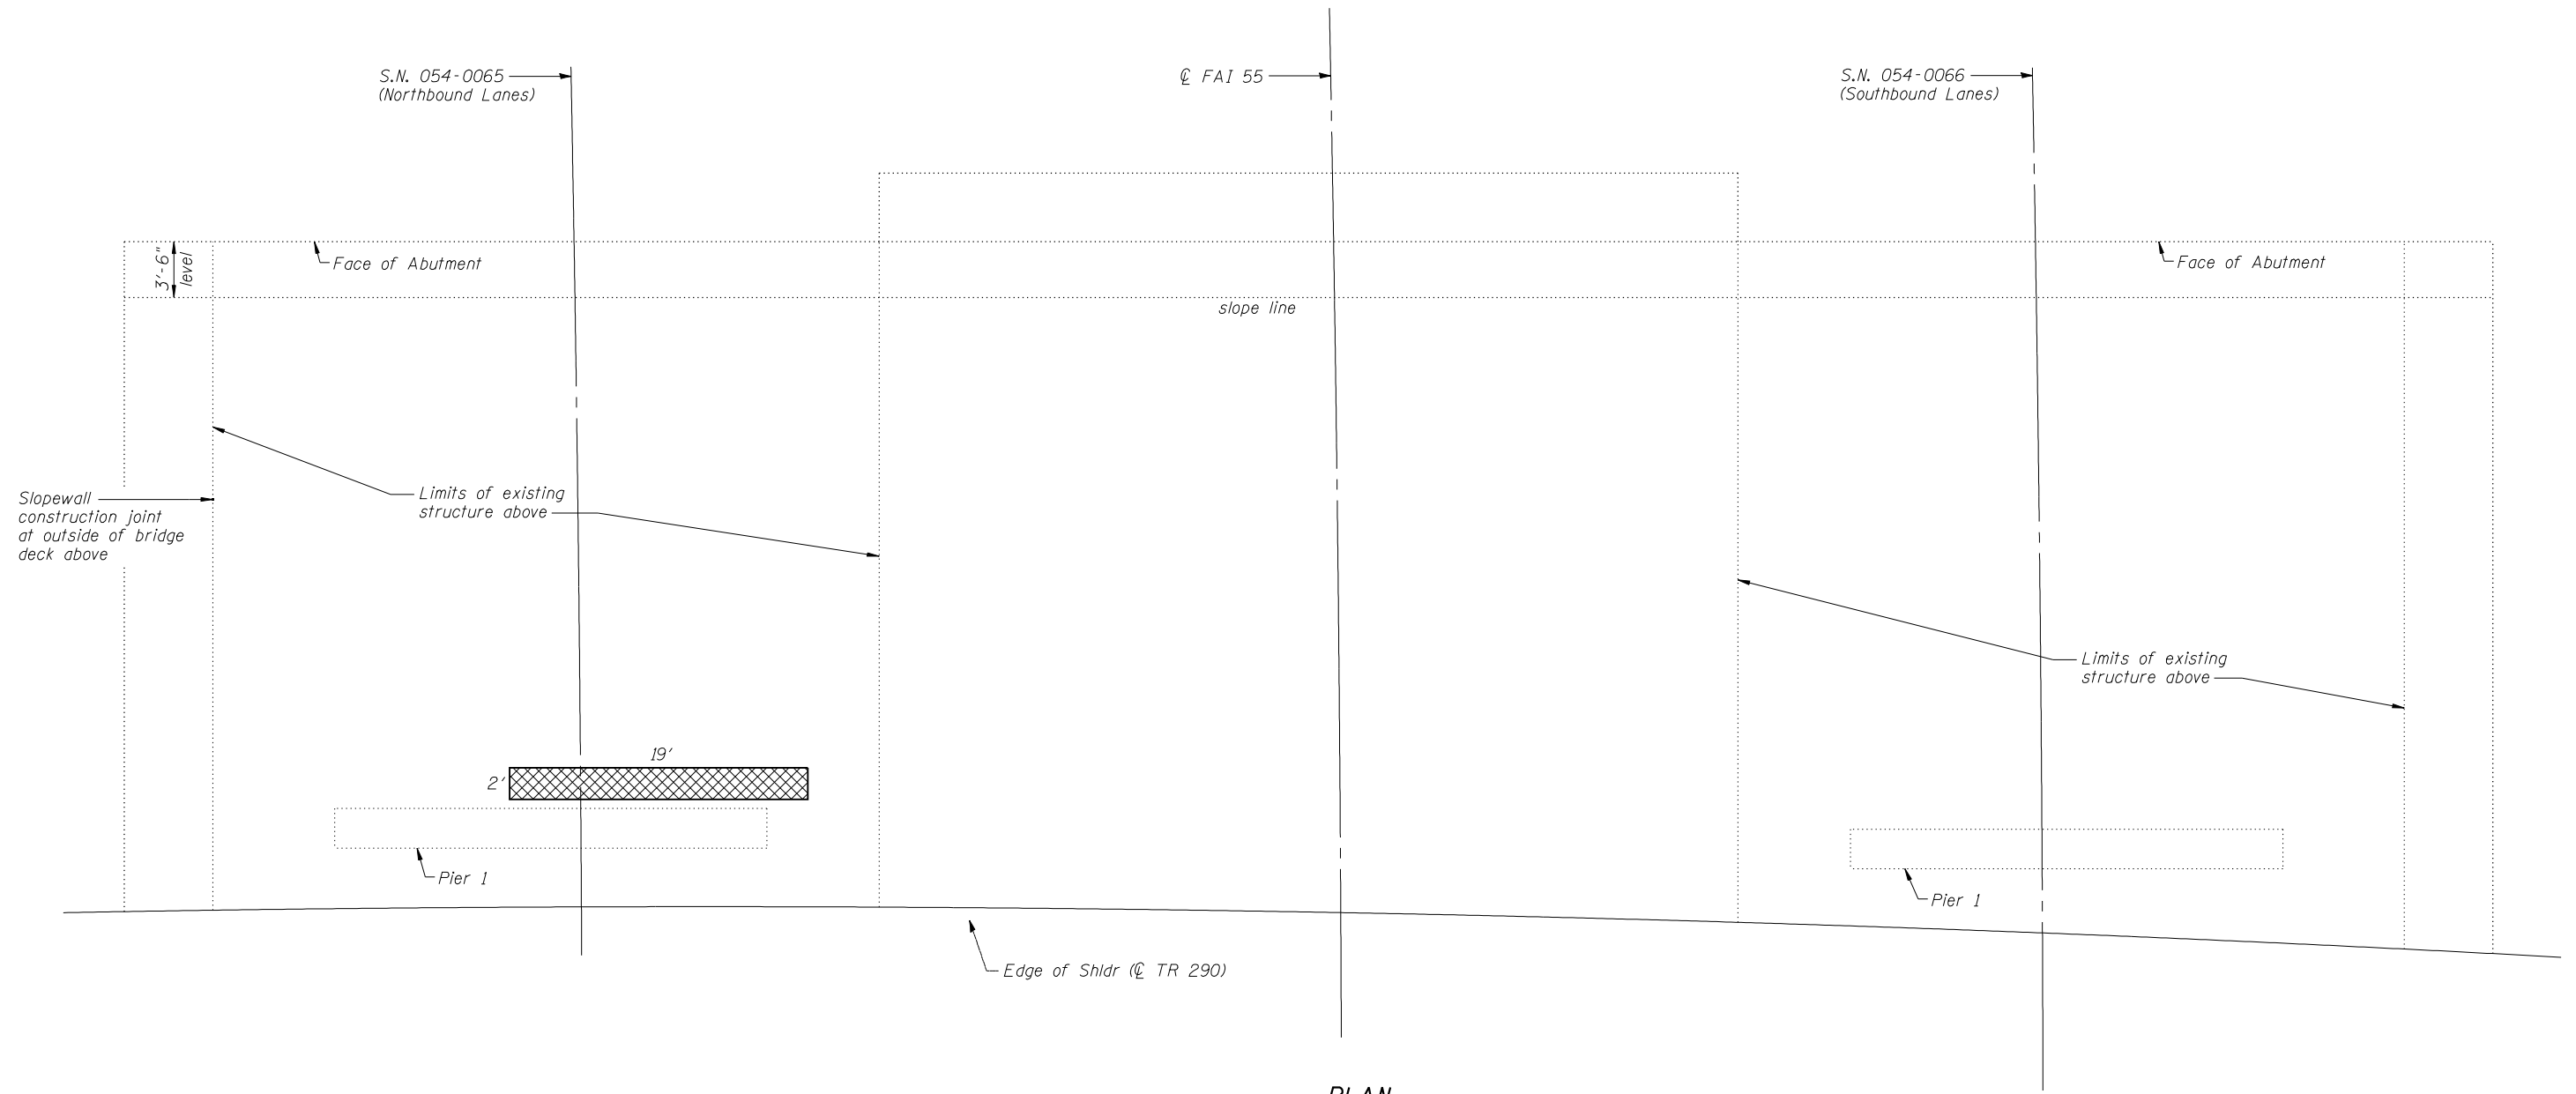 S.N. 054-0065
(Northbound Lanes)
℄ FAI 55
S.N. 054-0066
(Southbound Lanes)
3'-6"
level
Face of Abutment
Face of Abutment
slope line
Slopewall
construction joint
at outside of bridge
deck above
Limits of existing
structure above
Limits of existing
structure above
19'
2'
Pier 1
Pier 1
Edge of Shldr (℄ TR 290)
PLAN